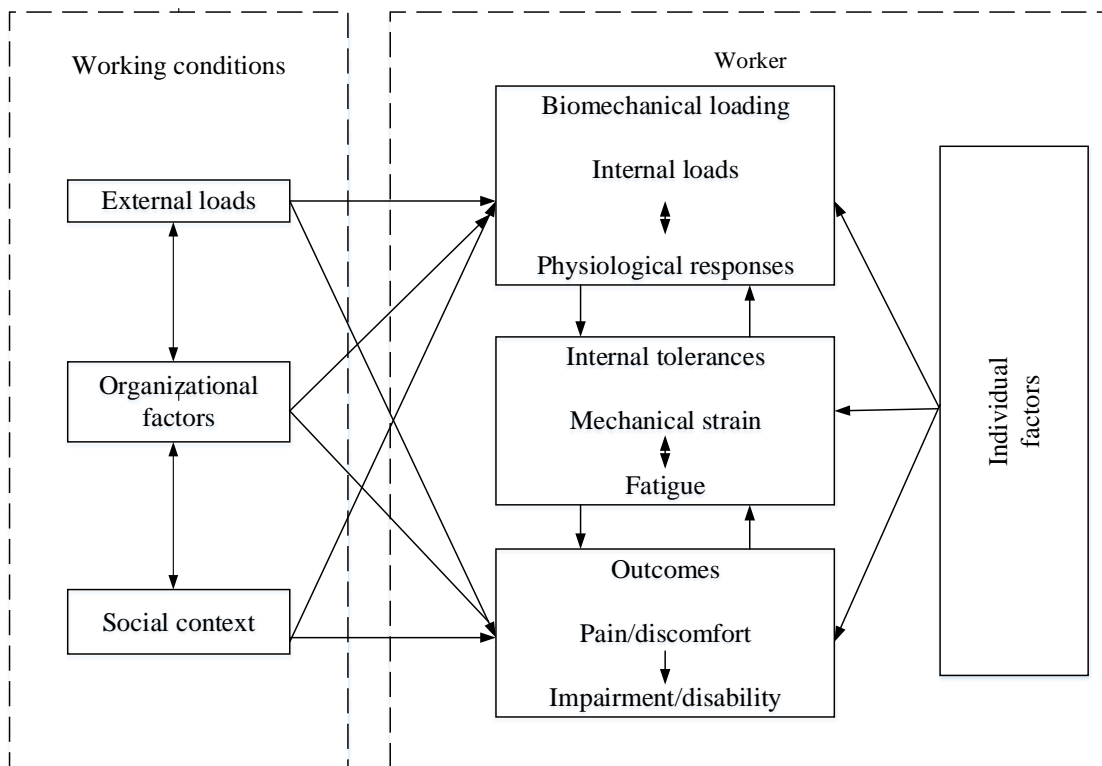 Working conditions
External loads
Organizational
factors
Social context
Worker
Biomechanical loading
Internal loads
Physiological responses
Internal tolerances
Mechanical strain
Fatigue
Outcomes
Pain/discomfort
Impairment/disability
Individual
factors